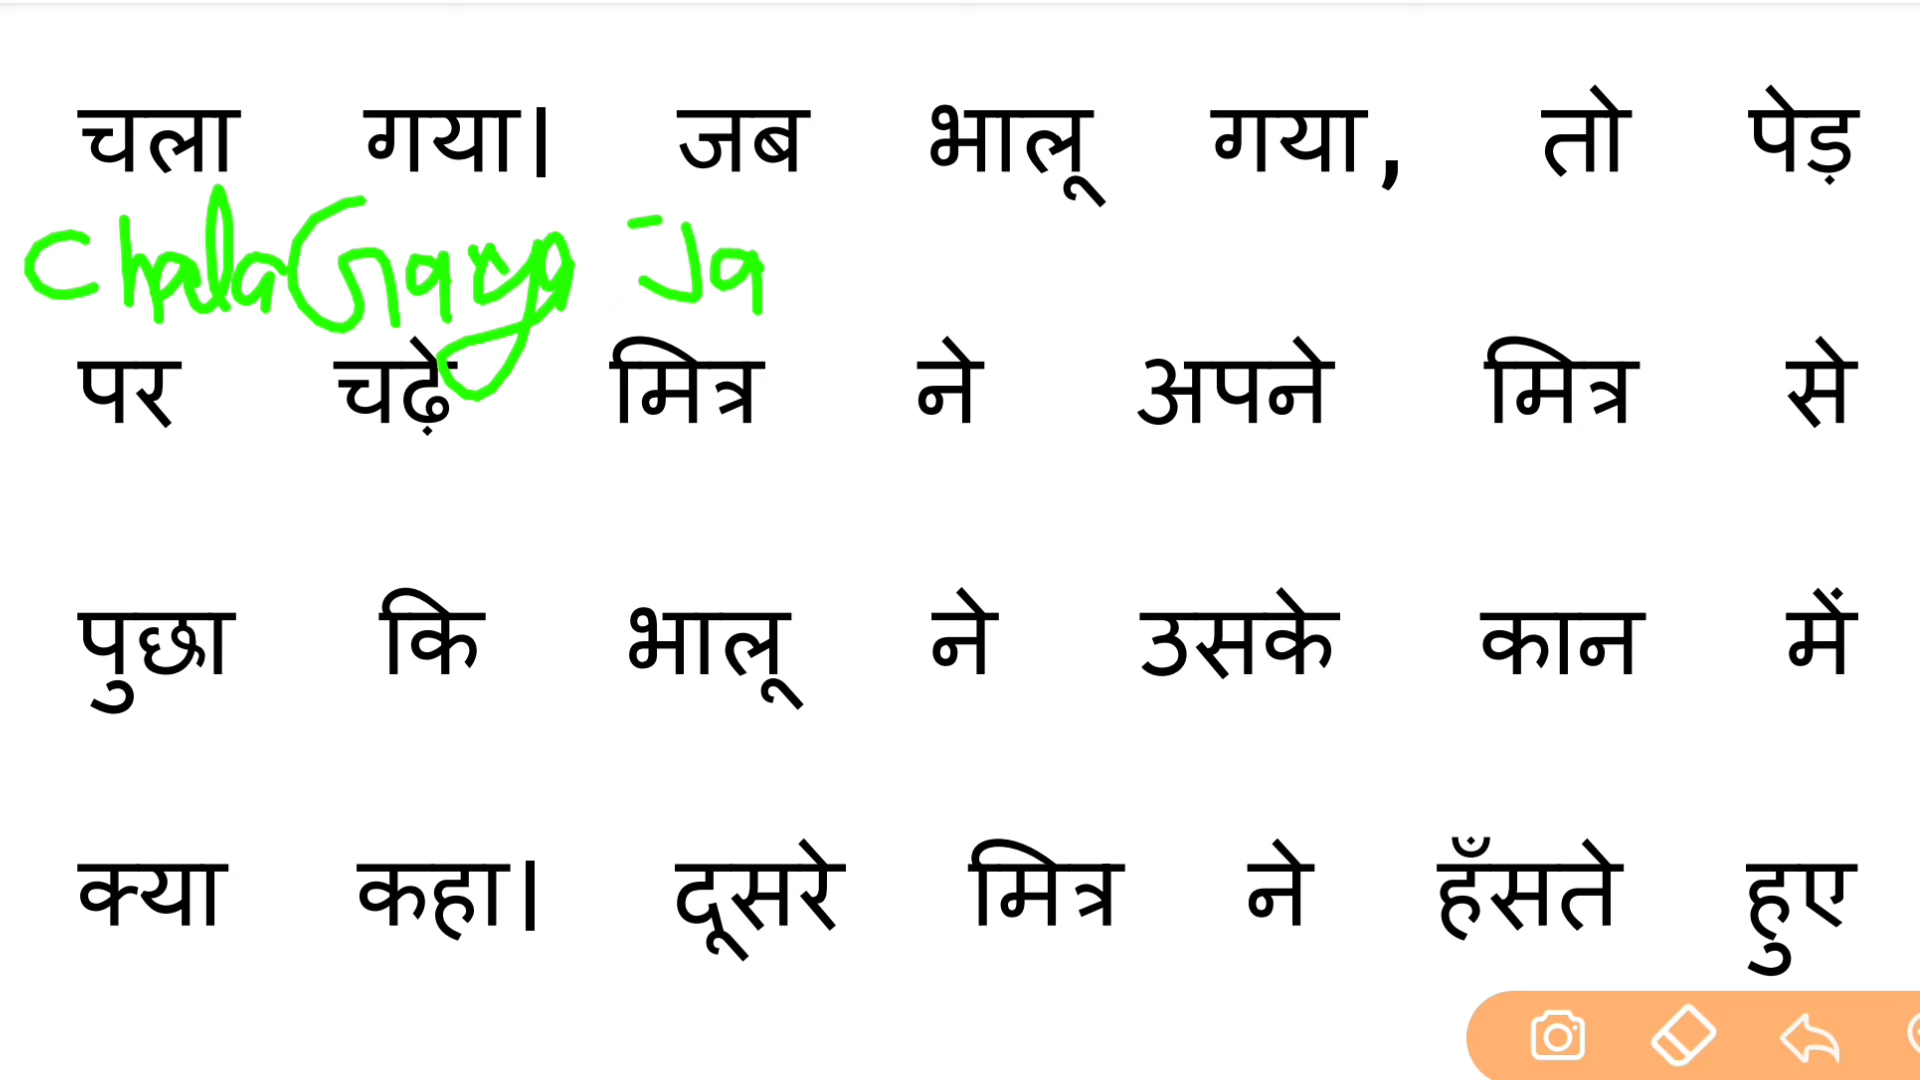 चला गया। जब भालू गया, तो पेड़
Chala Gaya Ja
पर चढ़े मित्र ने अपने मित्र से
पुछा कि भालू ने उसके कान में
क्या कहा। दूसरे मित्र ने हँसते हुए